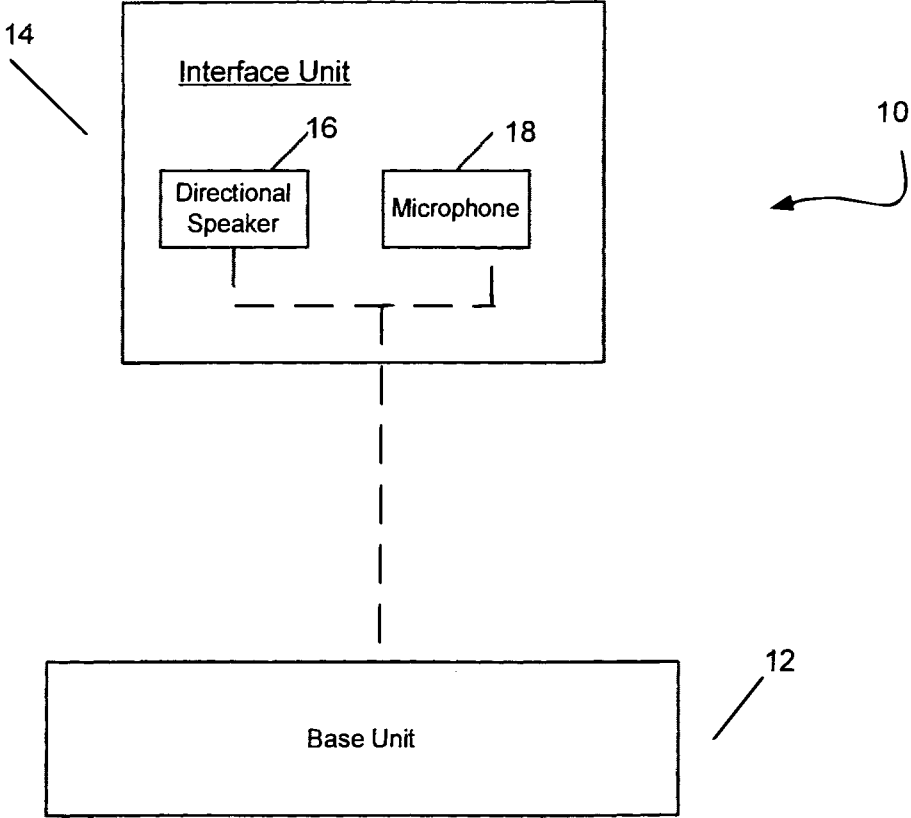 14
Interface Unit
10
16
18
Directional
Speaker
Microphone
12
Base Unit